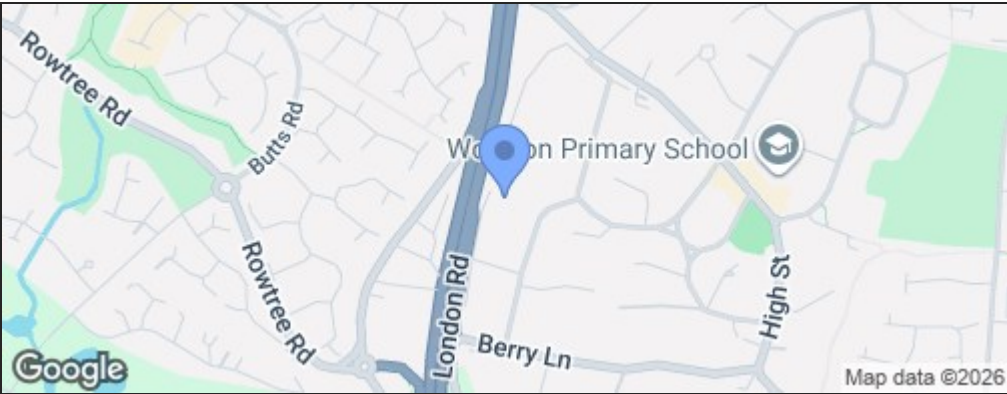 Rowtree Rd
Butts Rd
on Primary School
Rowtree Rd
London Rd
High St
Berry Ln
Google
Map data ©2026